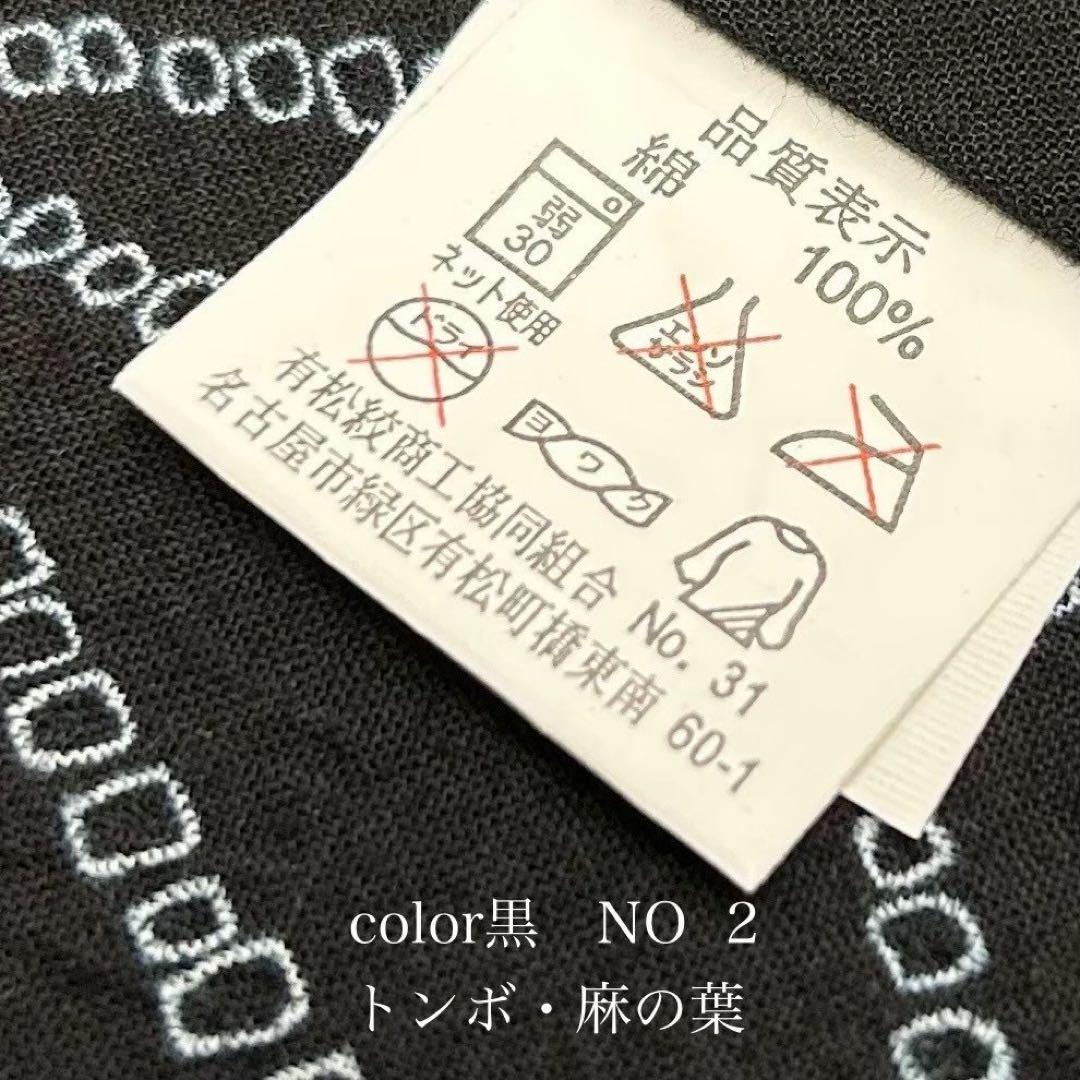 品質表示
綿 100%
弱
30
ネット使用
エンソ
サラシ
ドライ
ヨワク
有松絞商工協同組合 No. 31
名古屋市緑区有松町橋東南 60-1
color黒 NO 2
トンボ・麻の葉